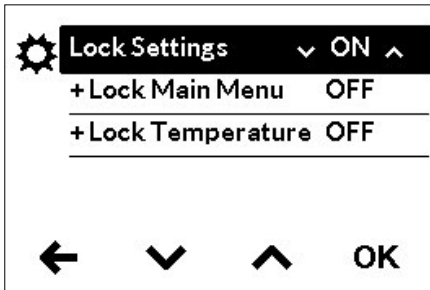 Lock Settings ON
+Lock Main Menu OFF
+Lock Temperature OFF
OK